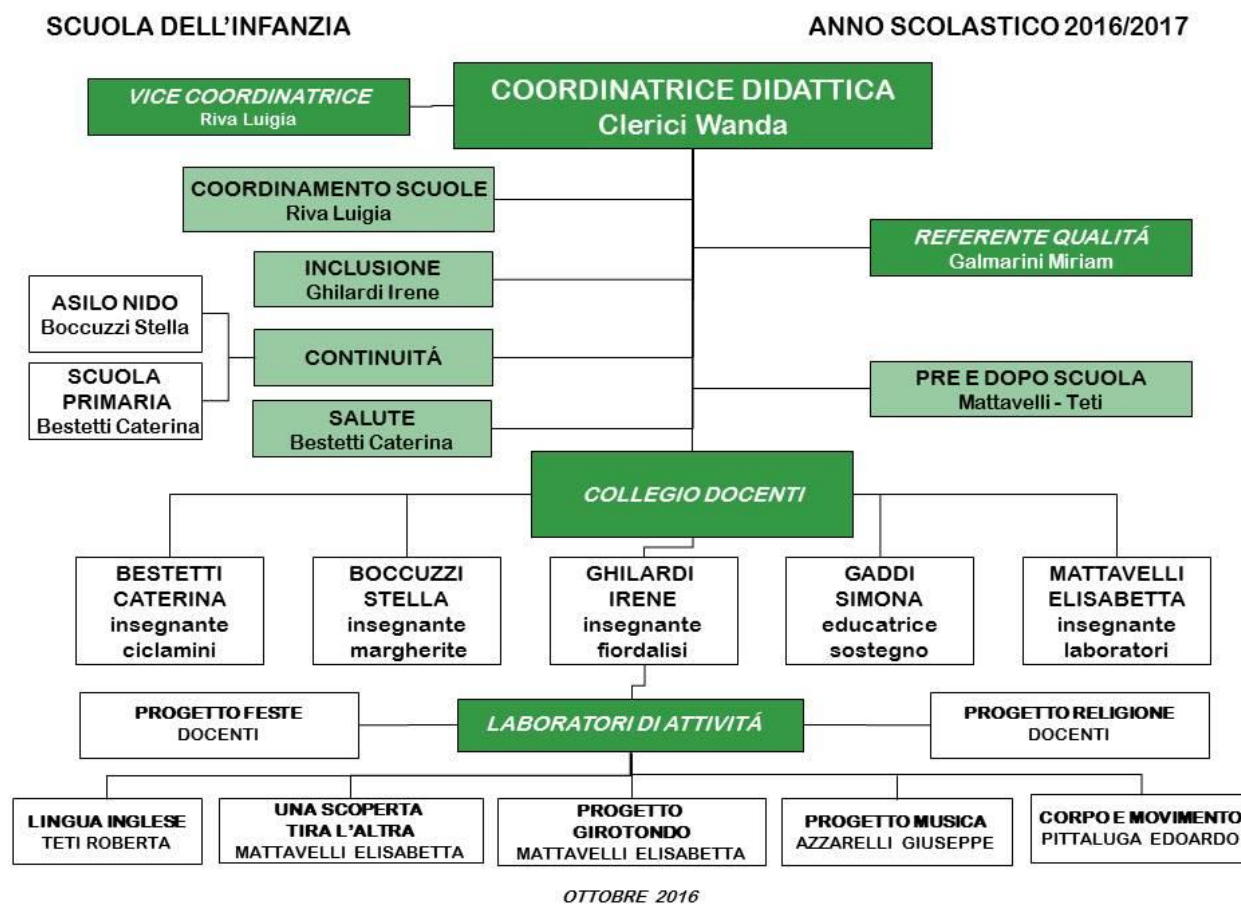 SCUOLA DELL'INFANZIA
ANNO SCOLASTICO 2016/2017
VICE COORDINATRICE
Riva Luigia
COORDINATRICE DIDATTICA
Clerici Wanda
COORDINAMENTO SCUOLE
Riva Luigia
REFERENTE QUALITÁ
Galmarini Miriam
INCLUSIONE
Ghilardi Irene
ASILO NIDO
Boccuzzi Stella
CONTINUITÁ
SCUOLA
PRIMARIA
Bestetti Caterina
PRE E DOPO SCUOLA
Mattavelli - Teti
SALUTE
Bestetti Caterina
COLLEGIO DOCENTI
BESTETTI
CATERINA
insegnante
ciclamini
BOCCUZZI
STELLA
insegnante
margherite
GHILARDI
IRENE
insegnante
fiordalisi
GADDI
SIMONA
educatrice
sostegno
MATTAVELLI
ELISABETTA
insegnante
laboratori
PROGETTO FESTE
DOCENTI
LABORATORI DI ATTIVITÁ
PROGETTO RELIGIONE
DOCENTI
LINGUA INGLESE
TETI ROBERTA
UNA SCOPERTA
TIRA L'ALTRA
MATTAVELLI ELISABETTA
PROGETTO
GIROTONDO
MATTAVELLI ELISABETTA
PROGETTO MUSICA
AZZARELLI GIUSEPPE
CORPO E MOVIMENTO
PITTALUGA EDOARDO
OTTOBRE 2016